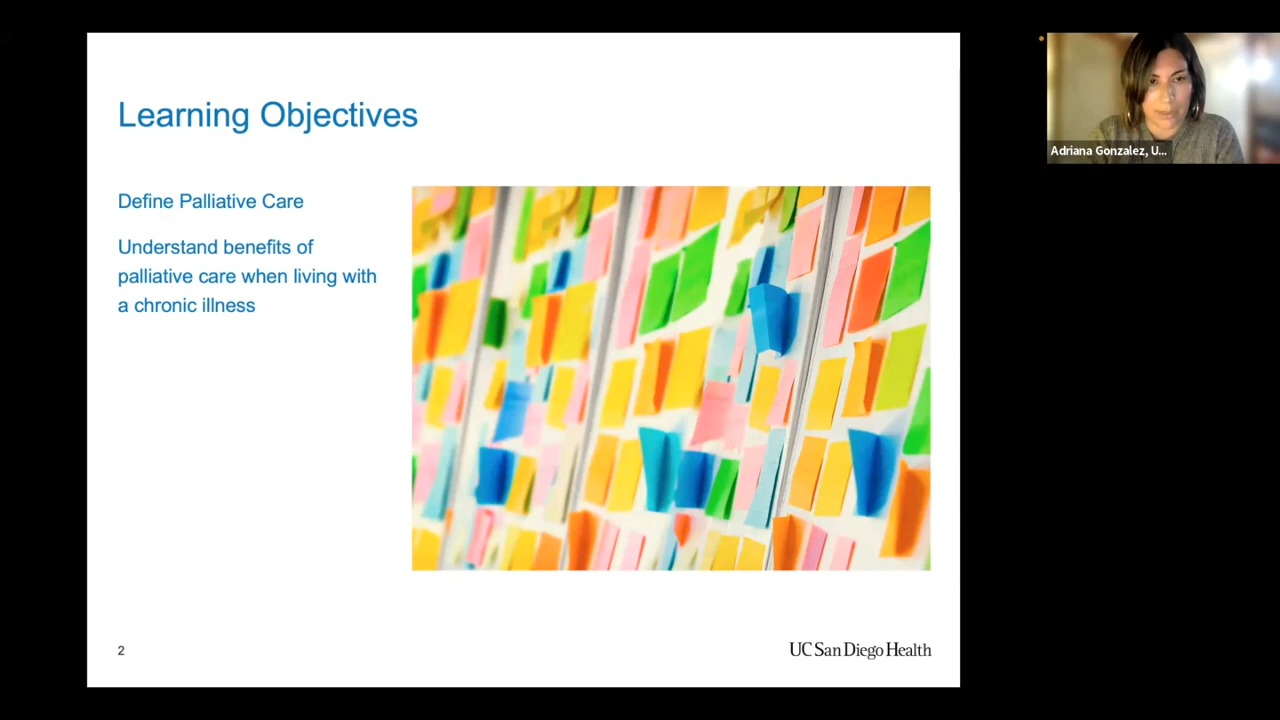 Learning Objectives
Define Palliative Care
Understand benefits of
palliative care when living with
a chronic illness
2
UC San Diego Health
Adriana Gonzalez, U...